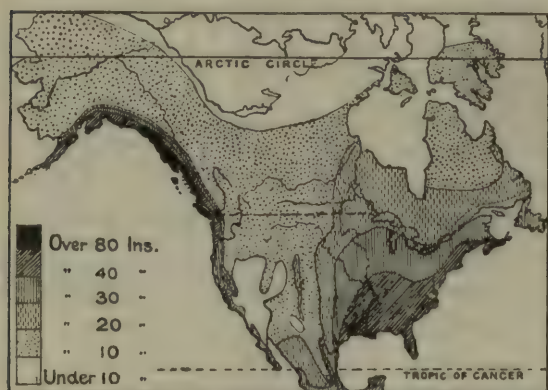 ARCTIC CIRCLE
Over 80 Ins.
" 40 "
" 30 "
" 20 "
" 10 "
Under 10 "
TROPIC OF CANCER